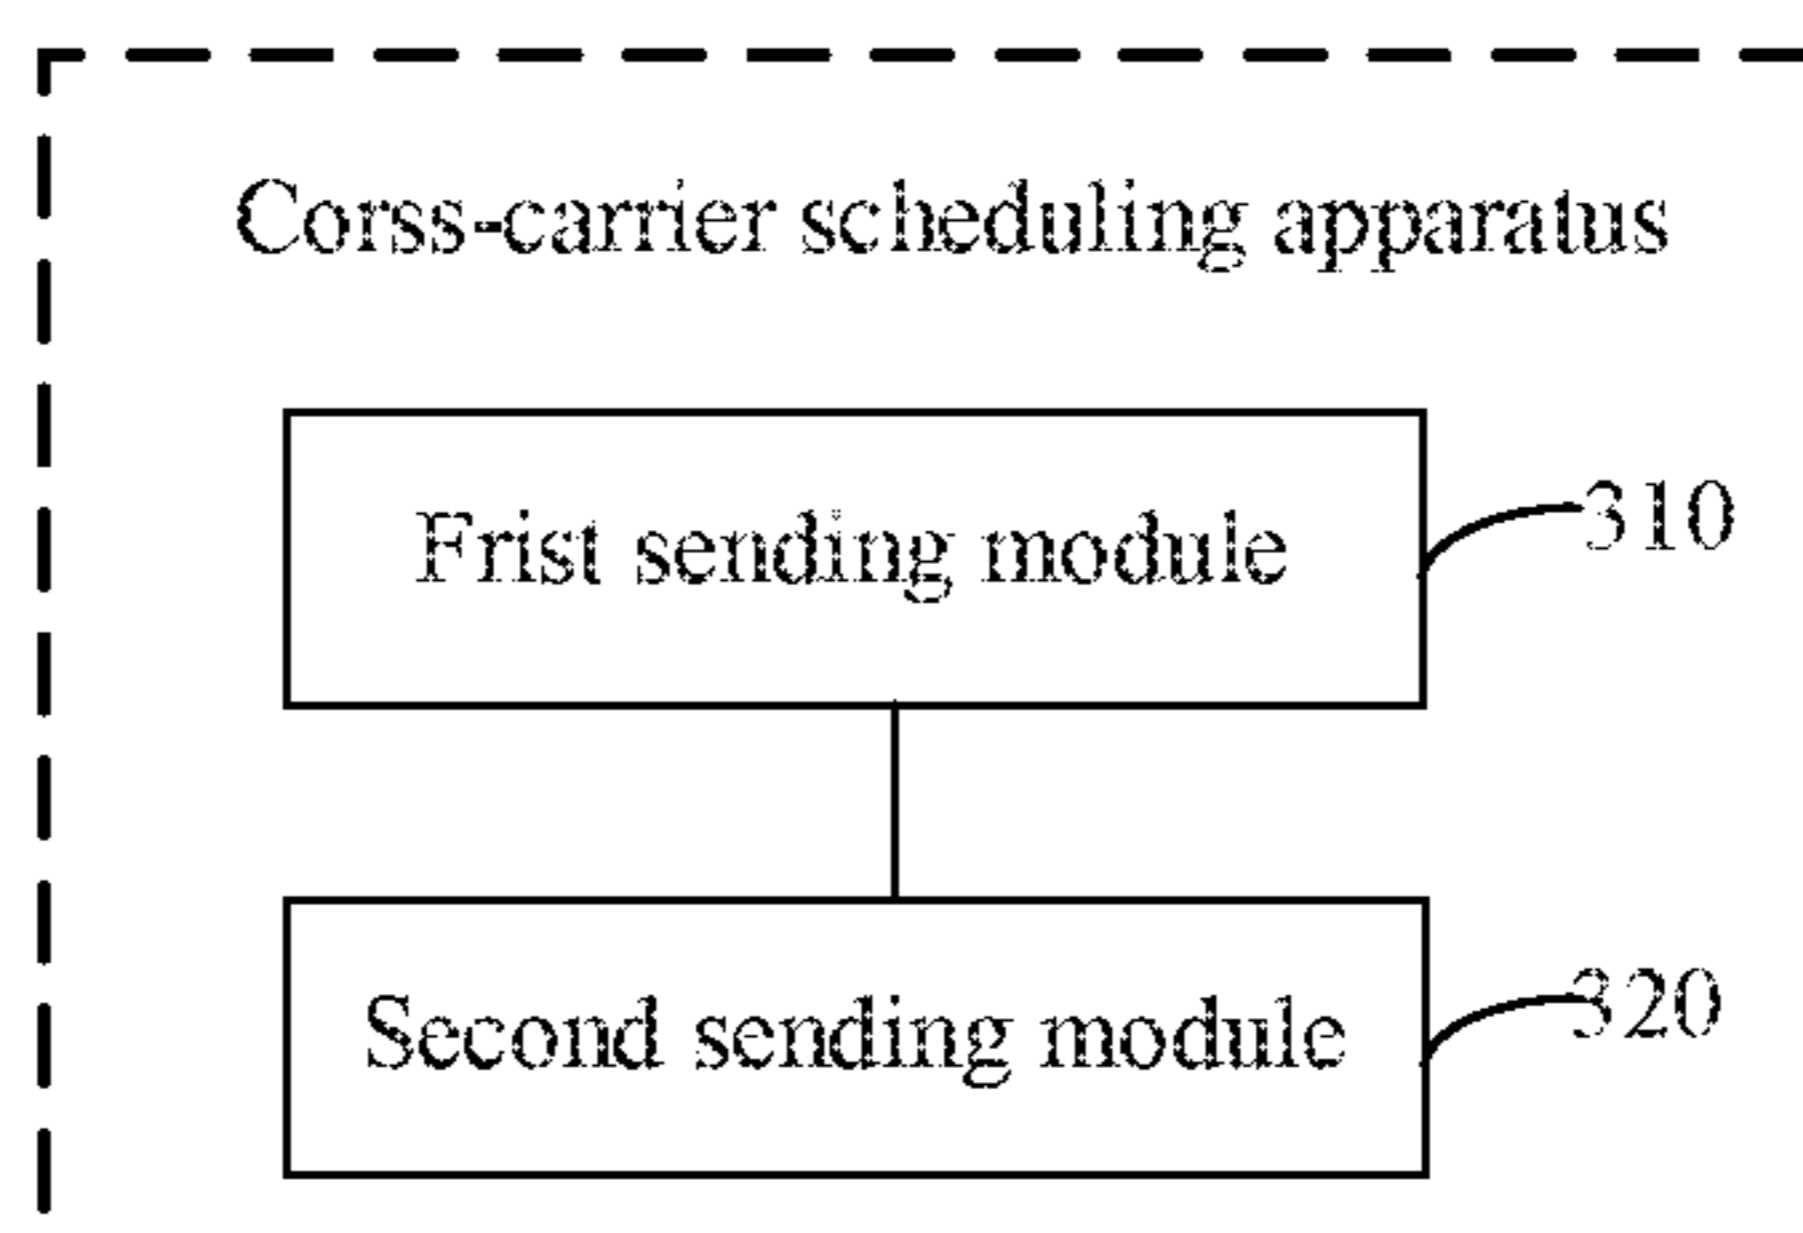 Corss-carrier scheduling apparatus
Frist sending module
310
Second sending module
320